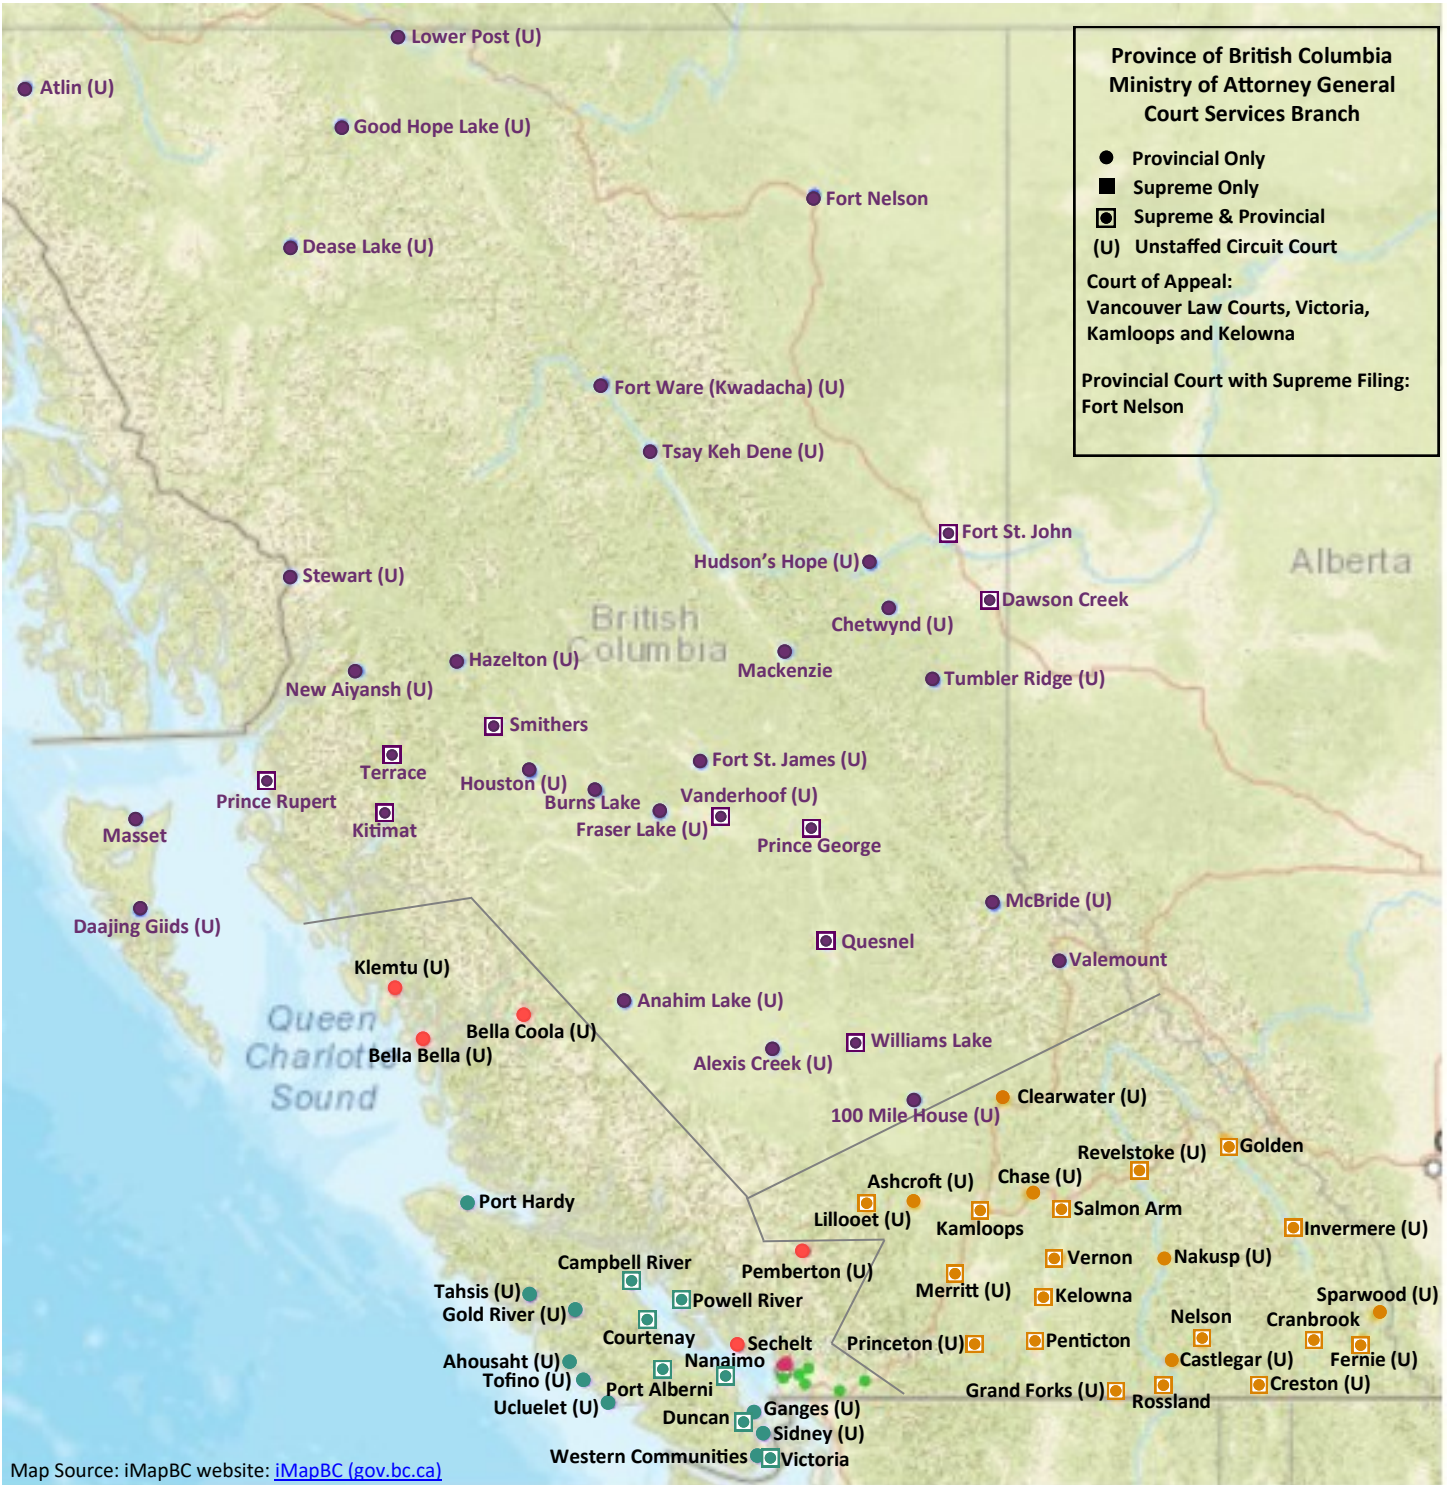 Lower Post (U)
Atlin (U)
Good Hope Lake (U)
Fort Nelson
Dease Lake (U)
Province of British Columbia
Ministry of Attorney General
Court Services Branch
Provincial Only
Supreme Only
Supreme & Provincial
(U) Unstaffed Circuit Court
Court of Appeal:
Vancouver Law Courts, Victoria,
Kamloops and Kelowna
Provincial Court with Supreme Filing:
Fort Nelson
Fort Ware (Kwadacha) (U)
Tsay Keh Dene (U)
Fort St. John
Hudson's Hope (U)
Alberta
Stewart (U)
Dawson Creek
British
Columbia
Chetwynd (U)
Hazelton (U)
Mackenzie
Tumbler Ridge (U)
New Aiyansh (U)
Smithers
Terrace
Fort St. James (U)
Houston (U)
Prince Rupert
Burns Lake
Vanderhoof (U)
Kitimat
Fraser Lake (U)
Masset
Prince George
McBride (U)
Daajing Giids (U)
Quesnel
Valemount
Klemtu (U)
Anahim Lake (U)
Queen
Charlotte
Sound
Bella Coola (U)
Bella Bella (U)
Williams Lake
Alexis Creek (U)
Clearwater (U)
100 Mile House (U)
Golden
Revelstoke (U)
Chase (U)
Ashcroft (U)
Port Hardy
Salmon Arm
Lillooet (U)
Kamloops
Invermere (U)
Vernon
Nakusp (U)
Campbell River
Pemberton (U)
Merritt (U)
Tahsis (U)
Powell River
Kelowna
Sparwood (U)
Gold River (U)
Nelson
Cranbrook
Courtenay
Sechelt
Princeton (U)
Penticton
Ahousaht (U)
Nanaimo
Castlegar (U)
Fernie (U)
Tofino (U)
Port Alberni
Grand Forks (U)
Rossland
Creston (U)
Ucluelet (U)
Ganges (U)
Duncan
Sidney (U)
Western Communities
Victoria
Map Source: iMapBC website: iMapBC (gov.bc.ca)